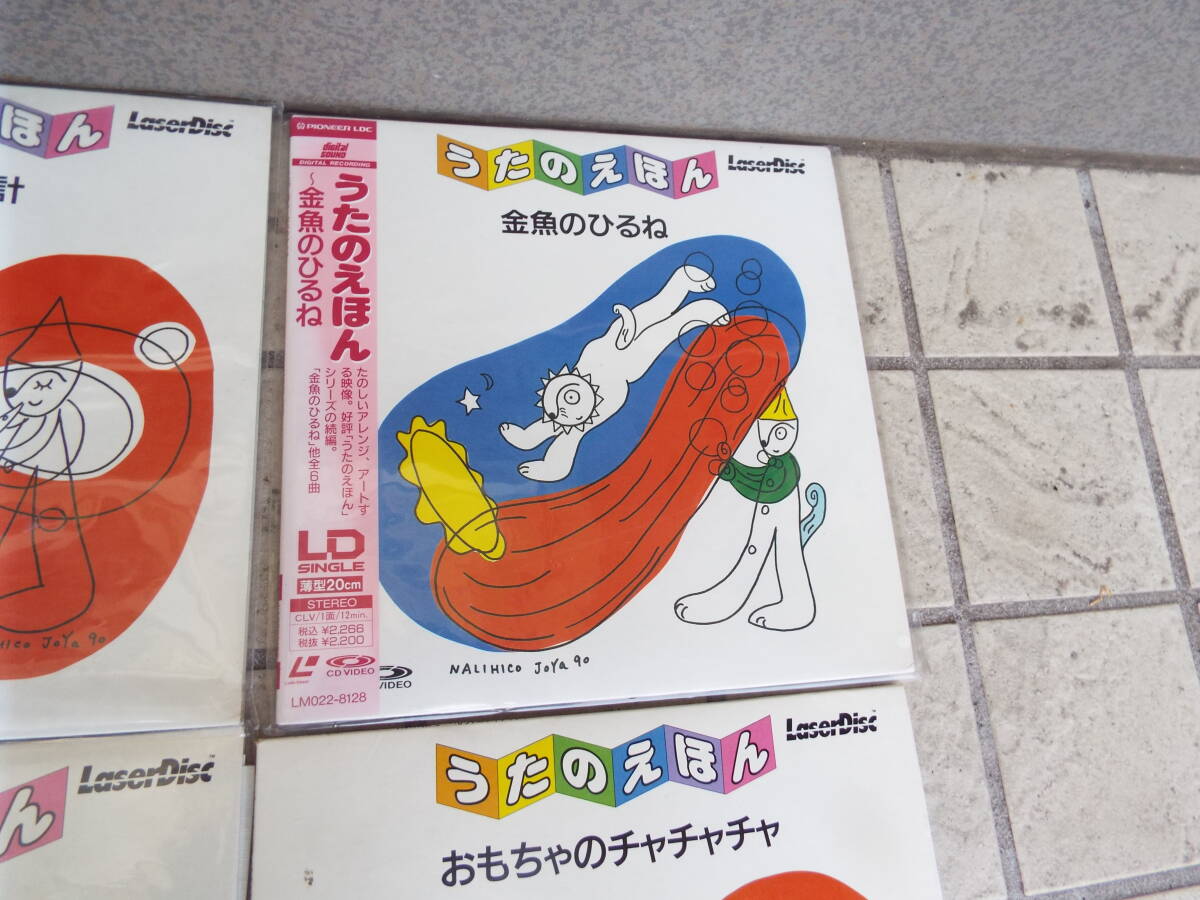 ほん
LaserDisc
計
HICO JOYA 90
PIONEER LDC
digital SOUND
DIGITAL RECORDING
うたのえほん
~金魚のひるね
たのしいアレンジ、アートす
る映像。好評「うたのえほん」
シリーズの続編。
「金魚のひるね」他全6曲
LD
SINGLE
薄型20cm
STEREO
CLV/1面/12min.
税込 ¥2,266
税抜 ¥2,200
CD VIDEO
LM022-8128
うたのえほん
LaserDisc
金魚のひるね
NALIHICO JOYA 90
VIDEO
ん
LaserDisc
うたのえほん
LaserDisc
おもちゃのチャチャチャ